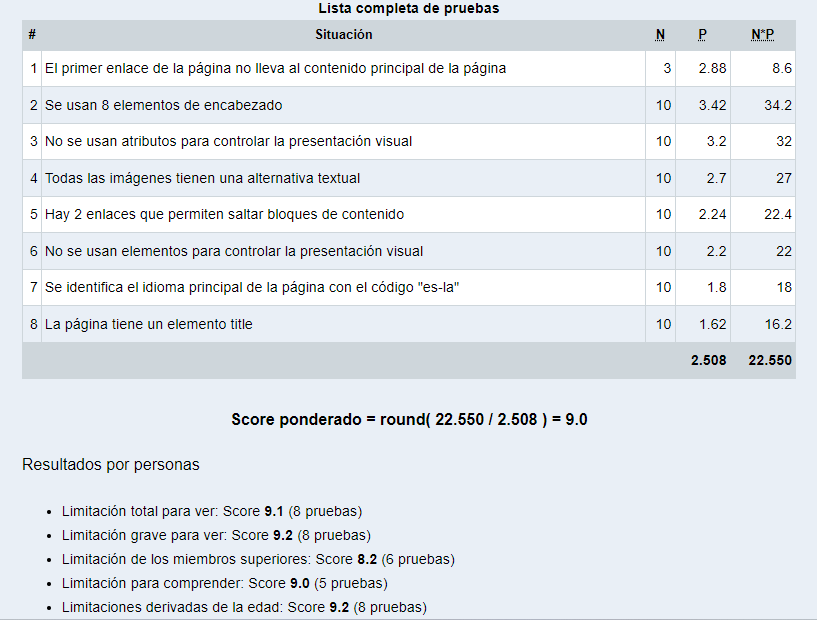 Lista completa de pruebas
# Situación N P N*P
1 El primer enlace de la página no lleva al contenido principal de la página 3 2.88 8.6
2 Se usan 8 elementos de encabezado 10 3.42 34.2
3 No se usan atributos para controlar la presentación visual 10 3.2 32
4 Todas las imágenes tienen una alternativa textual 10 2.7 27
5 Hay 2 enlaces que permiten saltar bloques de contenido 10 2.24 22.4
6 No se usan elementos para controlar la presentación visual 10 2.2 22
7 Se identifica el idioma principal de la página con el código "es-la" 10 1.8 18
8 La página tiene un elemento title 10 1.62 16.2
2.508 22.550
Score ponderado = round( 22.550 / 2.508 ) = 9.0
Resultados por personas
• Limitación total para ver: Score 9.1 (8 pruebas)
• Limitación grave para ver: Score 9.2 (8 pruebas)
• Limitación de los miembros superiores: Score 8.2 (6 pruebas)
• Limitación para comprender: Score 9.0 (5 pruebas)
• Limitaciones derivadas de la edad: Score 9.2 (8 pruebas)